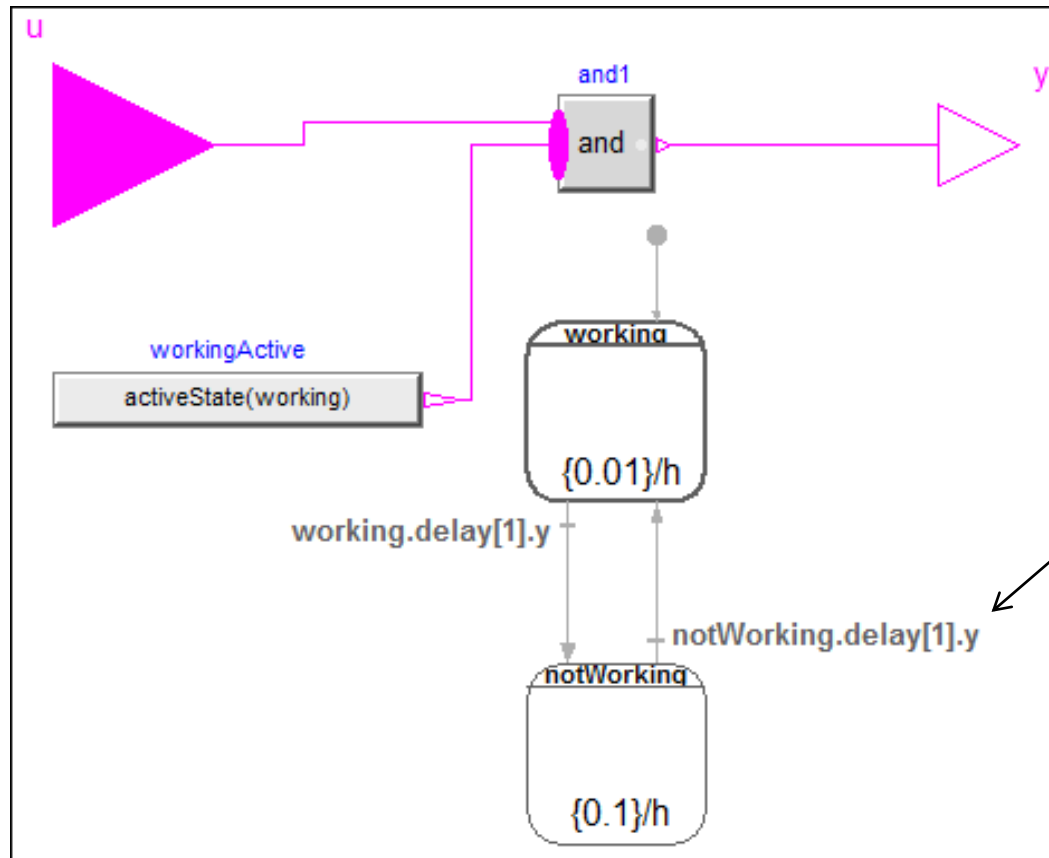 u
y
and1
and
working
workingActive
activeState(working)
{0.01}/h
working.delay[1].y
notWorking.delay[1].y
notWorking
{0.1}/h